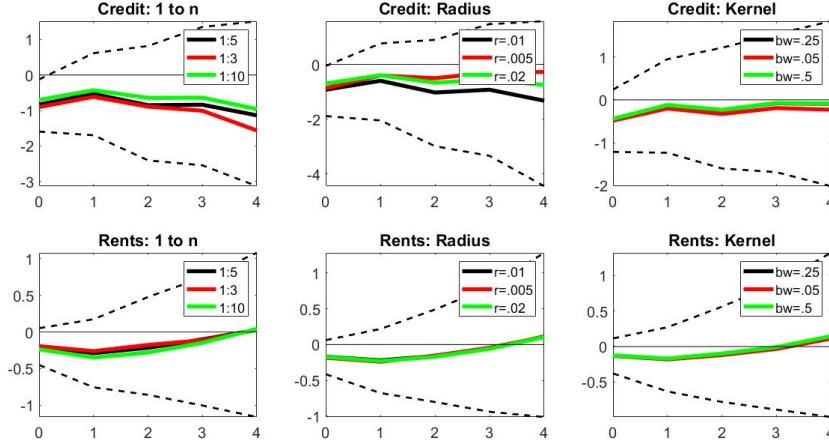 Credit: 1 to n
1
0
-1
-2
-3
0 1 2 3 4
1:5
1:3
1:10
Credit: Radius
0
-2
-4
0 1 2 3 4
r=.01
r=.005
r=.02
Credit: Kernel
1
0
-1
-2
0 1 2 3 4
bw=.25
bw=.05
bw=.5
Rents: 1 to n
1
0.5
0
-0.5
-1
0 1 2 3 4
1:5
1:3
1:10
Rents: Radius
1
0.5
0
-0.5
-1
0 1 2 3 4
r=.01
r=.005
r=.02
Rents: Kernel
1
0.5
0
-0.5
0 1 2 3 4
bw=.25
bw=.05
bw=.5